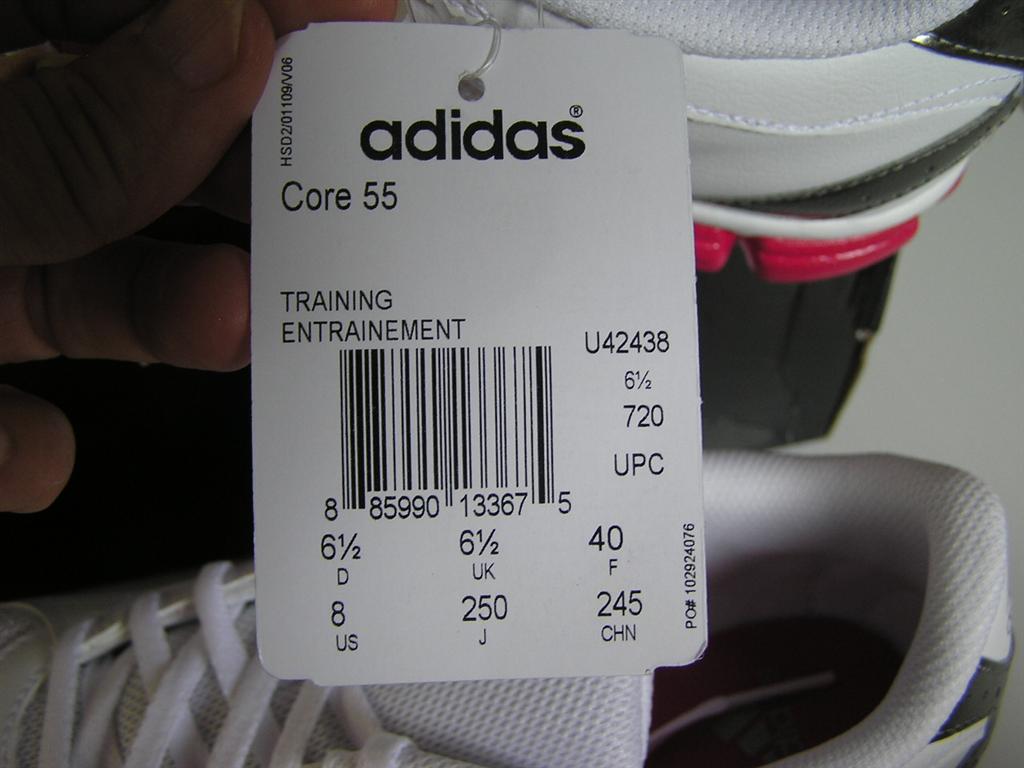 HSD2/01109/V06
adidas®
Core 55
TRAINING
ENTRAINEMENT
U42438
6½
720
UPC
8 85990 13367 5
6½ 6½ 40
D UK F
8 250 245
US J CHN
PO# 102924076